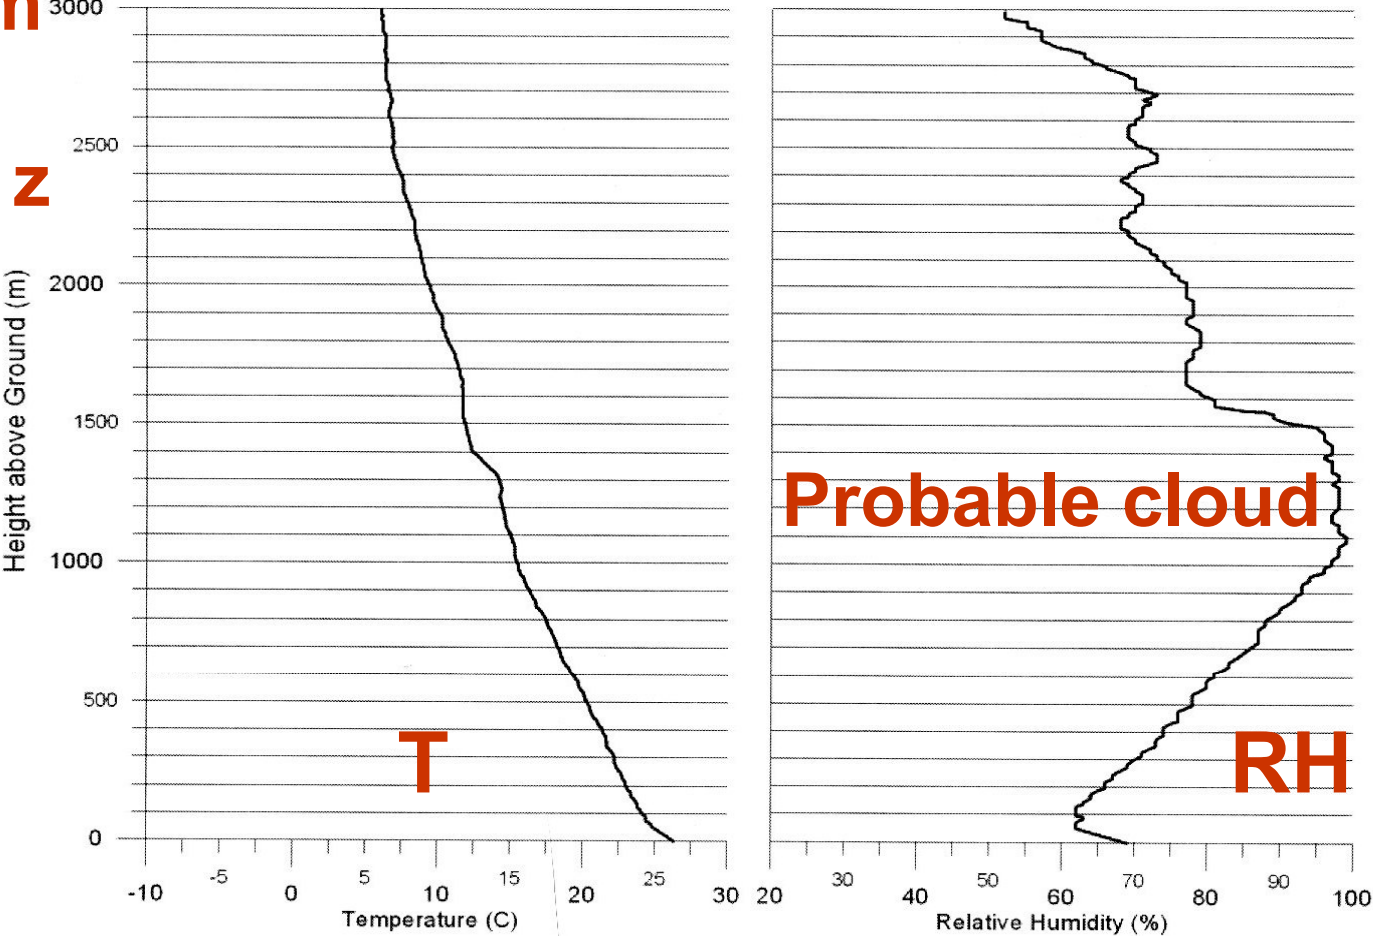 m
3000
2500
z
2000
1500
1000
500
0
Height above Ground (m)
T
-10 -5 0 5 10 15 20 25 30
Temperature (C)
Probable cloud
RH
20 30 40 50 60 70 80 90 100
Relative Humidity (%)